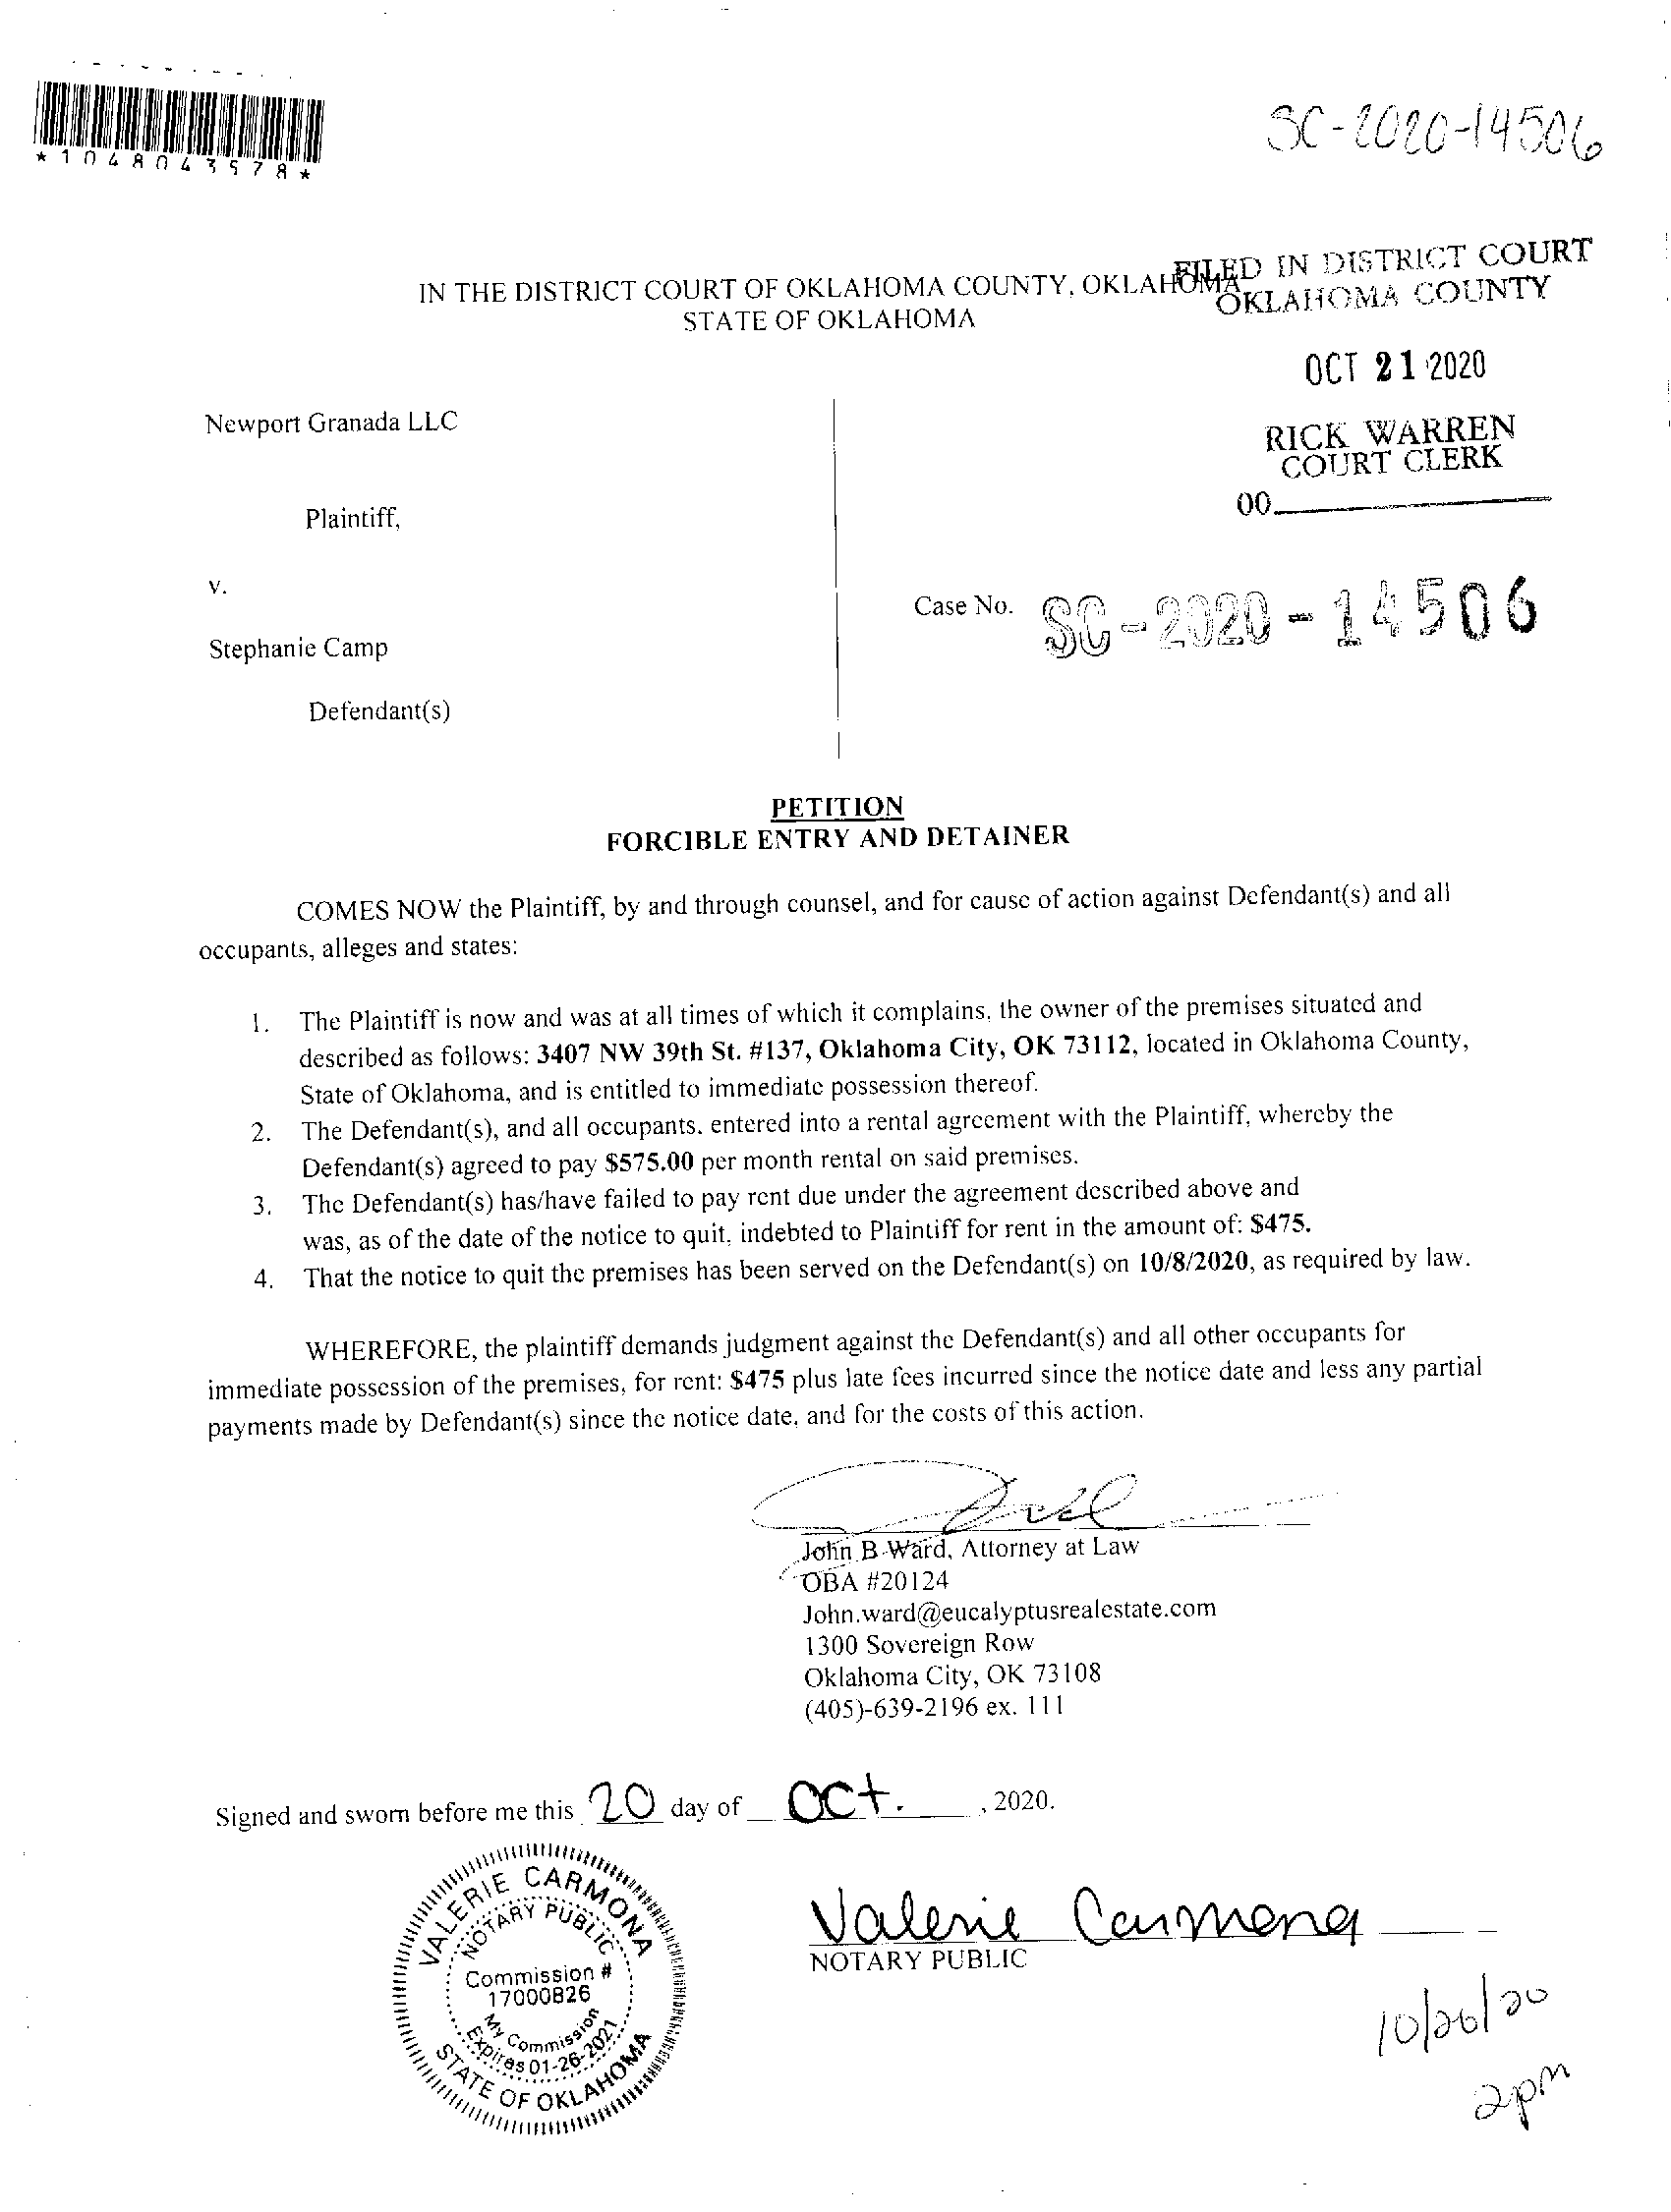 *1048043578*
SC-2020-14506
IN THE DISTRICT COURT OF OKLAHOMA COUNTY, OKLAHOMA
STATE OF OKLAHOMA
FILED IN DISTRICT COURT
OKLAHOMA COUNTY
OCT 21 2020
RICK WARREN
COURT CLERK
00
Newport Granada LLC
Plaintiff,
v.
Case No. SC-2020-14506
Stephanie Camp
Defendant(s)
PETITION
FORCIBLE ENTRY AND DETAINER
COMES NOW the Plaintiff, by and through counsel, and for cause of action against Defendant(s) and all
occupants, alleges and states:
1. The Plaintiff is now and was at all times of which it complains, the owner of the premises situated and
described as follows: 3407 NW 39th St. #137, Oklahoma City, OK 73112, located in Oklahoma County,
State of Oklahoma, and is entitled to immediate possession thereof.
2. The Defendant(s), and all occupants, entered into a rental agreement with the Plaintiff, whereby the
Defendant(s) agreed to pay $575.00 per month rental on said premises.
3. The Defendant(s) has/have failed to pay rent due under the agreement described above and
was, as of the date of the notice to quit, indebted to Plaintiff for rent in the amount of: $475.
4. That the notice to quit the premises has been served on the Defendant(s) on 10/8/2020, as required by law.
WHEREFORE, the plaintiff demands judgment against the Defendant(s) and all other occupants for
immediate possession of the premises, for rent: $475 plus late fees incurred since the notice date and less any partial
payments made by Defendant(s) since the notice date, and for the costs of this action.
John B Ward, Attorney at Law
OBA #20124
John.ward@eucalyptusrealestate.com
1300 Sovereign Row
Oklahoma City, OK 73108
(405)-639-2196 ex. 111
Signed and sworn before me this 20 day of Oct. , 2020.
VALERIE CARMONA
NOTARY PUBLIC
Commission #
17000826
My Commission
Expires 01-26-2021
STATE OF OKLAHOMA
Valerie Carmona
NOTARY PUBLIC
10/20/20
2pm